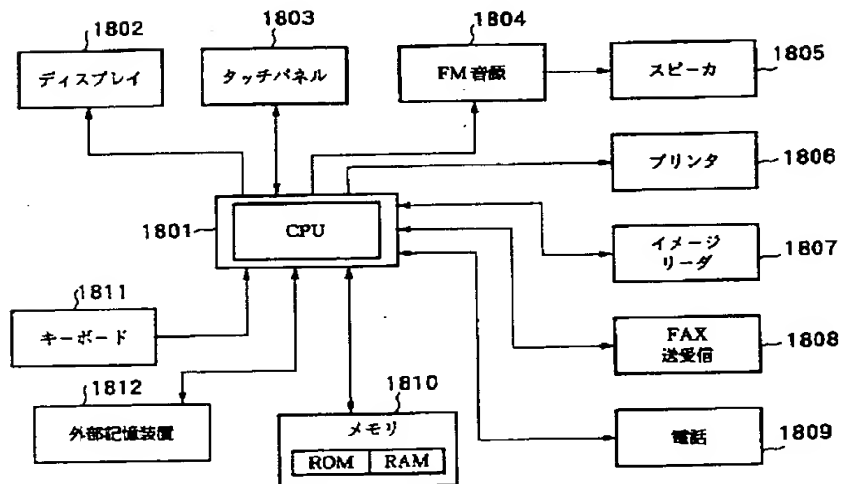 1802
ディスプレイ
1803
タッチパネル
1804
FM音源
スピーカ
1805
プリンタ
1806
1801
CPU
イメージ
リーダ
1807
1811
キーボード
FAX
送受信
1808
1812
外部記憶装置
1810
メモリ
ROM
RAM
電話
1809